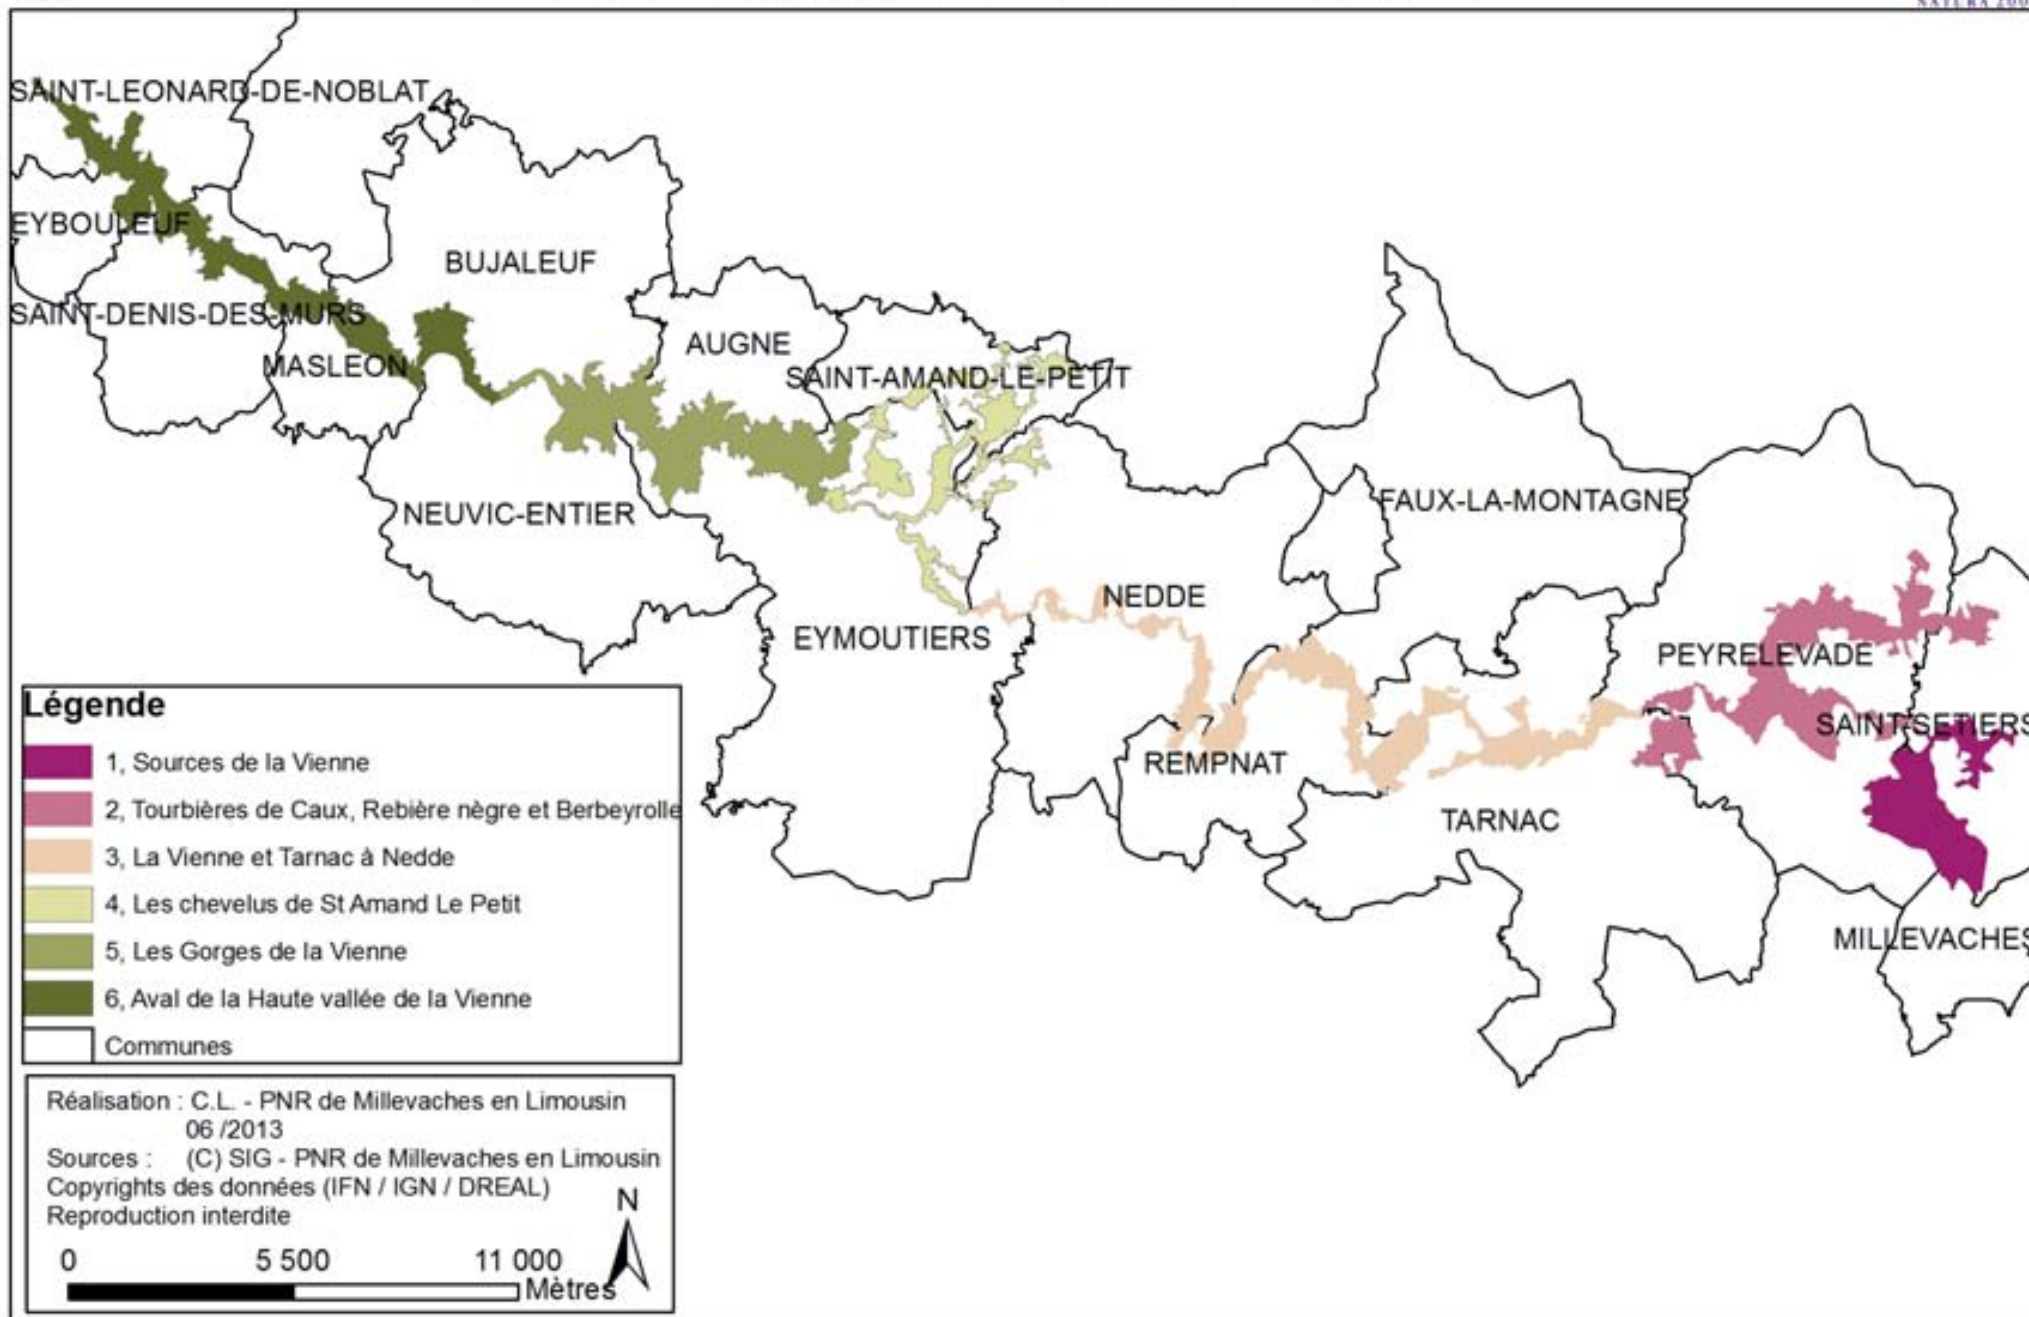 NATURA 200
SAINT-LEONARD-DE-NOBLAT
EYBOULEUF
BUJALEUF
SAINT-DENIS-DES-MURS
MASLEON
AUGNE
SAINT-AMAND-LE-PETIT
NEUVIC-ENTIER
FAUX-LA-MONTAGNE
NEDDE
EYMOUTIERS
PEYRELEVADE
SAINT-SETIERS
REMPNAT
TARNAC
MILLEVACHES
Légende
1, Sources de la Vienne
2, Tourbières de Caux, Rebière nègre et Berbeyrolle
3, La Vienne et Tarnac à Nedde
4, Les chevelus de St Amand Le Petit
5, Les Gorges de la Vienne
6, Aval de la Haute vallée de la Vienne
Communes
Réalisation : C.L. - PNR de Millevaches en Limousin
06 /2013
Sources : (C) SIG - PNR de Millevaches en Limousin
Copyrights des données (IFN / IGN / DREAL)
Reproduction interdite
N
0 5 500 11 000
Mètres